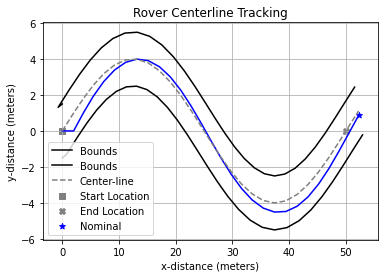 Rover Centerline Tracking
6
4
2
0
−2
−4
−6
y-distance (meters)
Bounds
Bounds
Center-line
Start Location
End Location
Nominal
0
10
20
30
40
50
x-distance (meters)